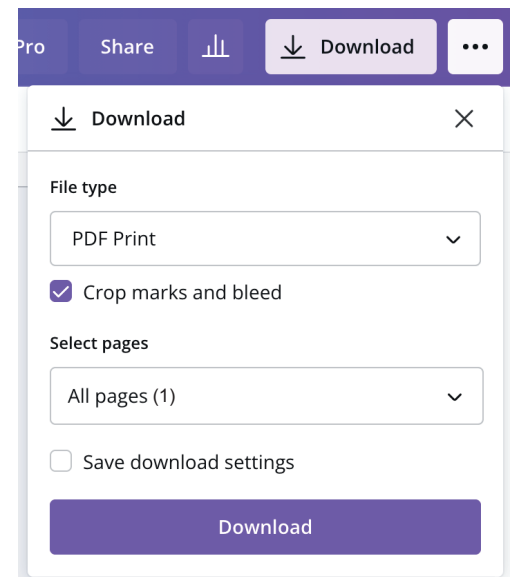 Pro Share Download
Download
File type
PDF Print
Crop marks and bleed
Select pages
All pages (1)
Save download settings
Download